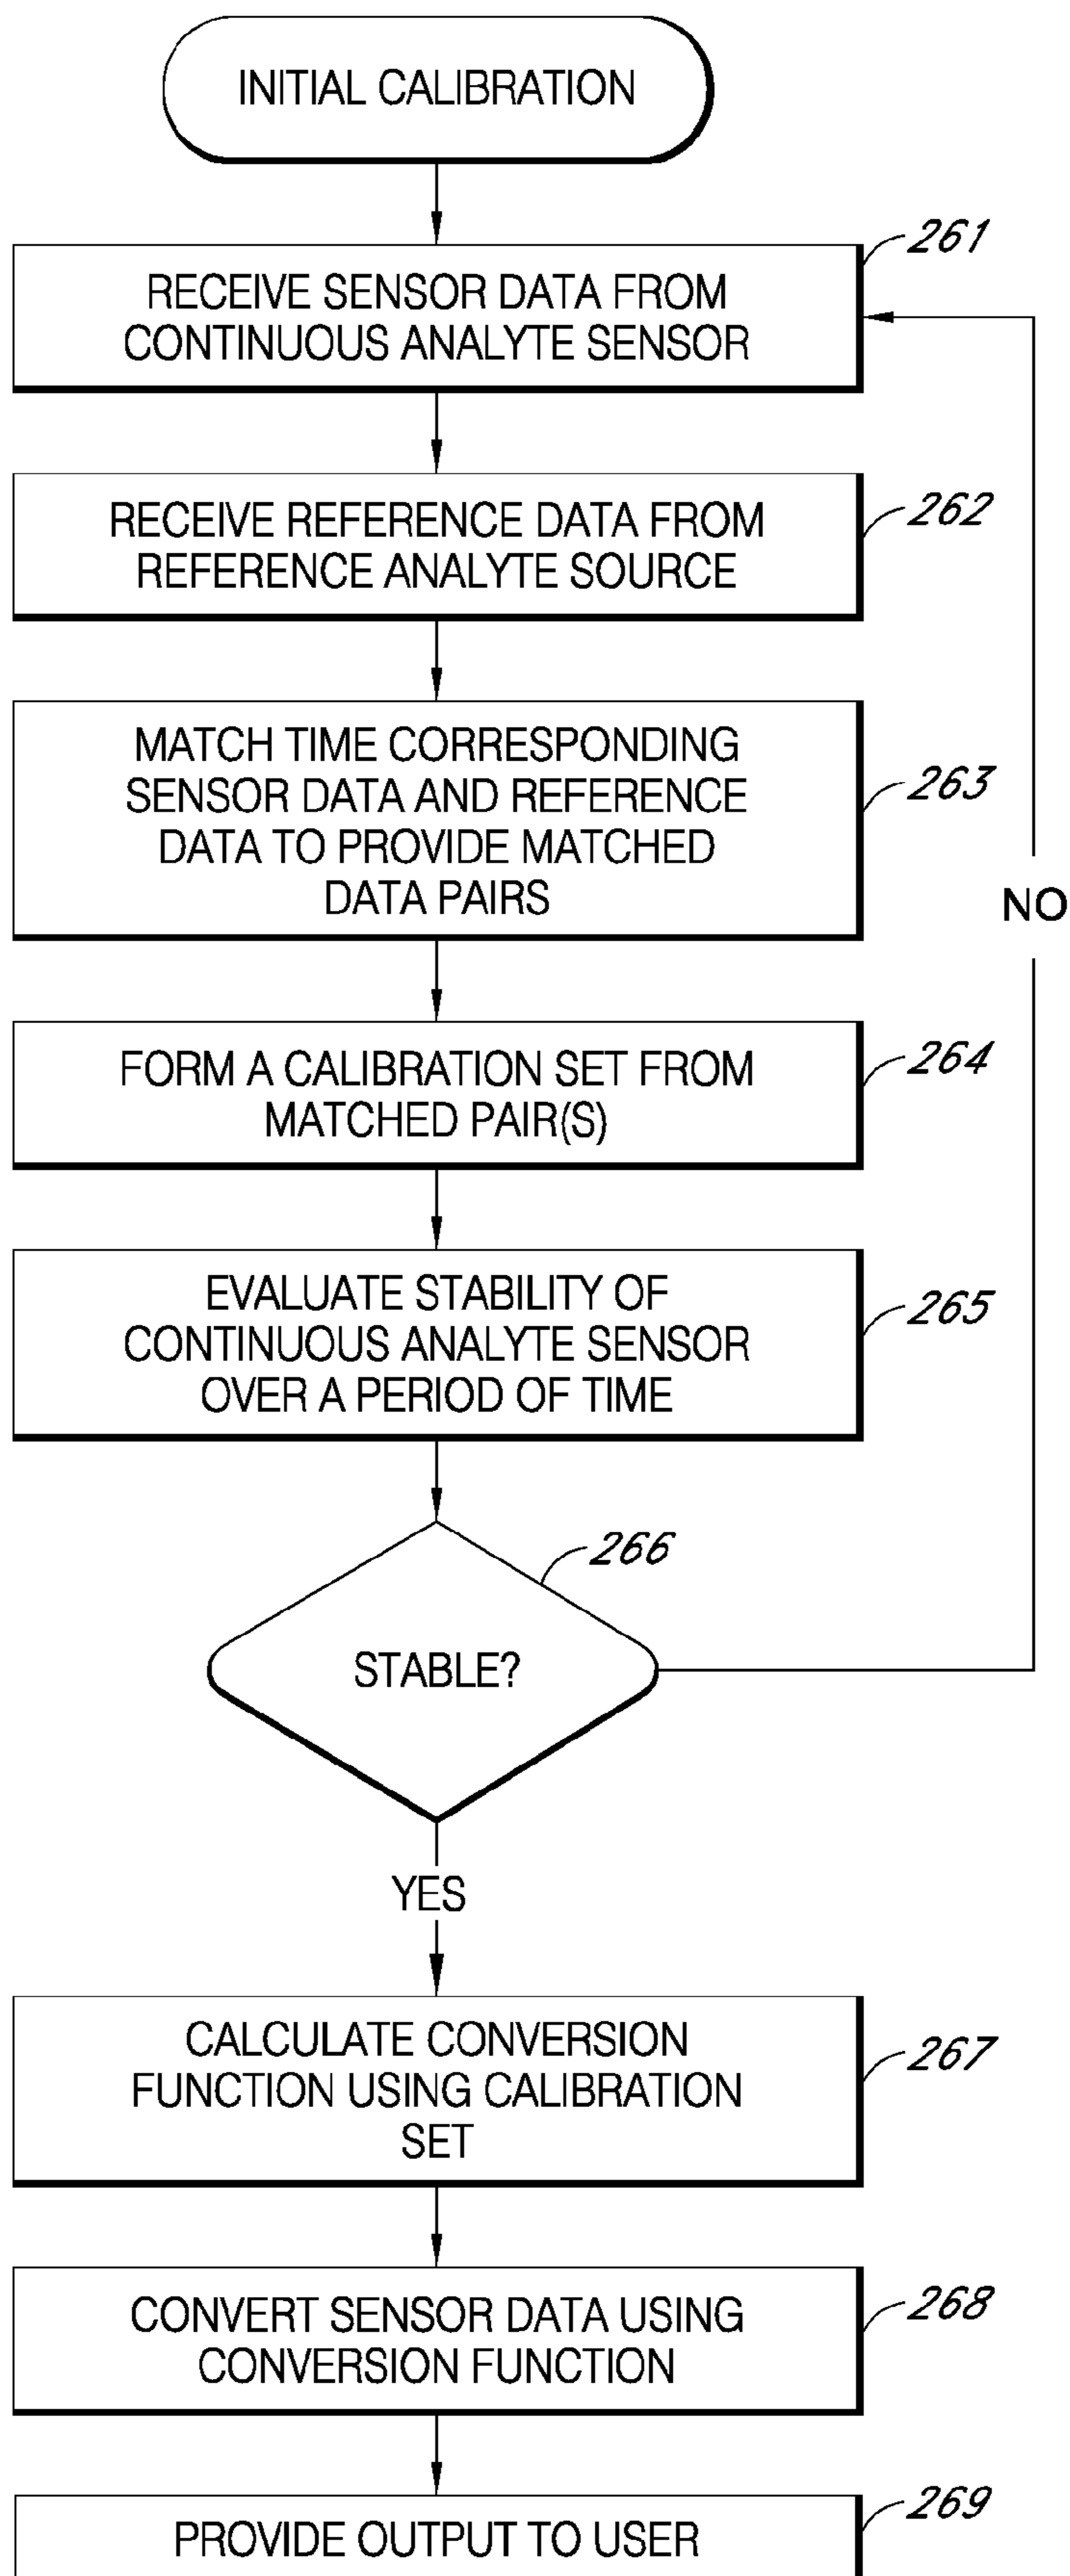 INITIAL CALIBRATION
261
RECEIVE SENSOR DATA FROM
CONTINUOUS ANALYTE SENSOR
262
RECEIVE REFERENCE DATA FROM
REFERENCE ANALYTE SOURCE
263
MATCH TIME CORRESPONDING
SENSOR DATA AND REFERENCE
DATA TO PROVIDE MATCHED
DATA PAIRS
NO
264
FORM A CALIBRATION SET FROM
MATCHED PAIR(S)
265
EVALUATE STABILITY OF
CONTINUOUS ANALYTE SENSOR
OVER A PERIOD OF TIME
266
STABLE?
YES
267
CALCULATE CONVERSION
FUNCTION USING CALIBRATION
SET
268
CONVERT SENSOR DATA USING
CONVERSION FUNCTION
269
PROVIDE OUTPUT TO USER